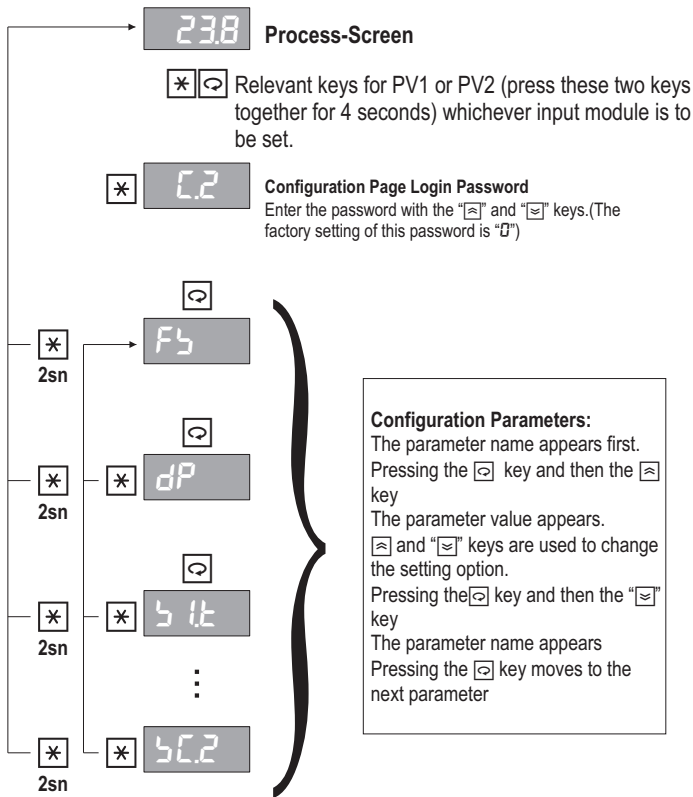 23.8
Process-Screen
Relevant keys for PV1 or PV2 (press these two keys
together for 4 seconds) whichever input module is to
be set.
C.2
Configuration Page Login Password
Enter the password with the “” and “” keys.(The
factory setting of this password is “0”)
FS
2sn
dP
2sn
S 1.t
2sn
SC.2
2sn
Configuration Parameters:
The parameter name appears first.
Pressing the key and then the
key
The parameter value appears.
and “” keys are used to change
the setting option.
Pressing the key and then the “”
key
The parameter name appears
Pressing the key moves to the
next parameter